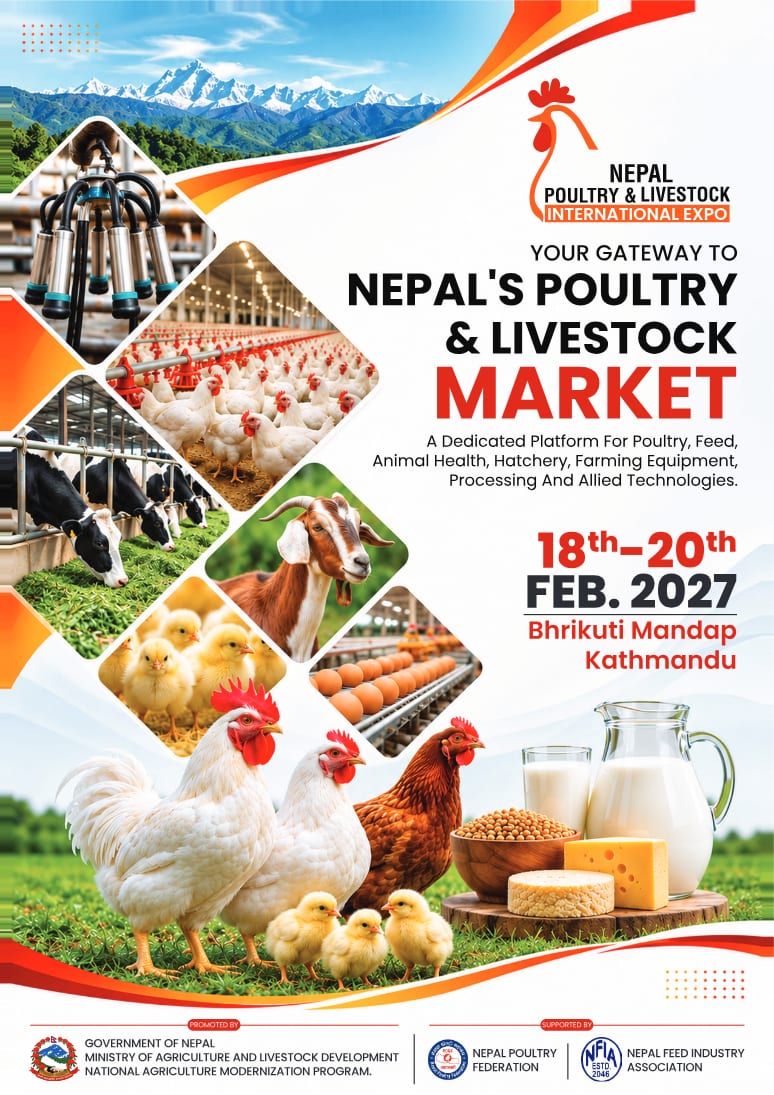 NEPAL
POULTRY & LIVESTOCK
INTERNATIONAL EXPO
YOUR GATEWAY TO
NEPAL'S POULTRY
& LIVESTOCK
MARKET
A Dedicated Platform For Poultry, Feed,
Animal Health, Hatchery, Farming Equipment,
Processing And Allied Technologies.
18th-20th
FEB. 2027
Bhrikuti Mandap
Kathmandu
PROMOTED BY
GOVERNMENT OF NEPAL
MINISTRY OF AGRICULTURE AND LIVESTOCK DEVELOPMENT
NATIONAL AGRICULTURE MODERNIZATION PROGRAM.
SUPPORTED BY
NEPAL POULTRY
FEDERATION
NFIA
ESTD.
2046
NEPAL FEED INDUSTRY
ASSOCIATION